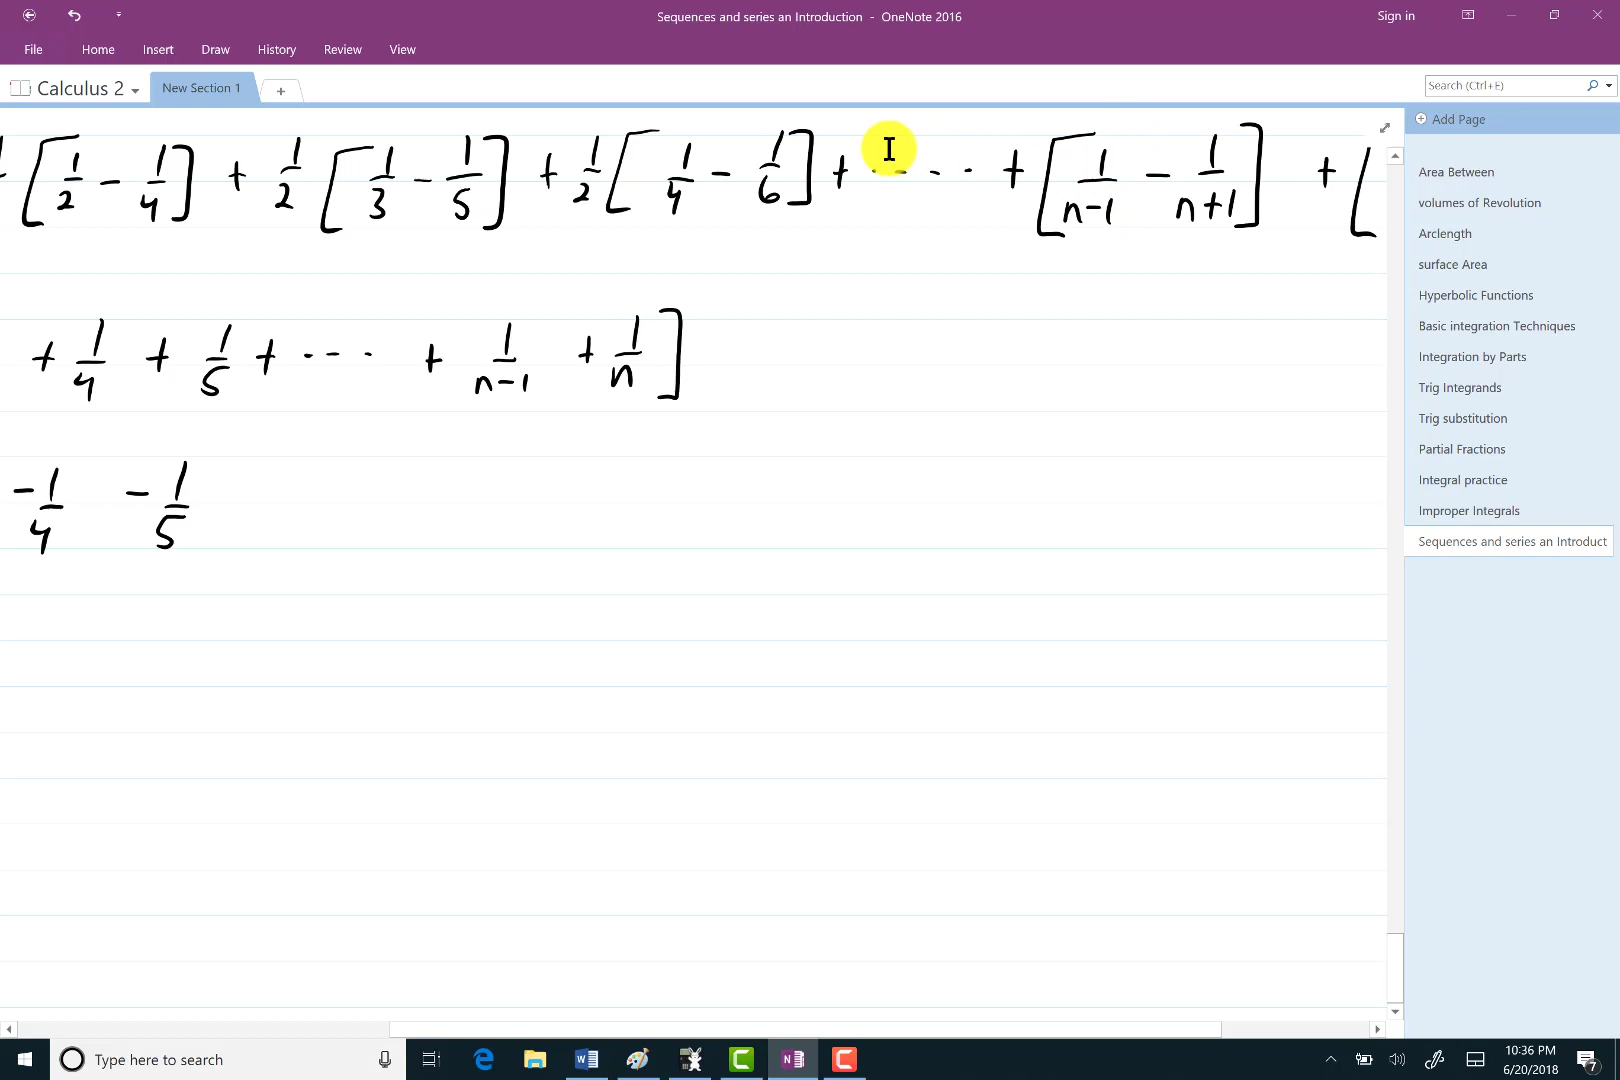 Sequences and series an Introduction - OneNote 2016
Sign in
File Home Insert Draw History Review View
Calculus 2
New Section 1
+
Search (Ctrl+E)
Add Page
Area Between
volumes of Revolution
Arclength
surface Area
Hyperbolic Functions
Basic integration Techniques
Integration by Parts
Trig Integrands
Trig substitution
Partial Fractions
Integral practice
Improper Integrals
Sequences and series an Introduct
[1/2 - 1/4] + 1/2 [1/3 - 1/5] + 1/2 [1/4 - 1/6] + ---- + [1/n-1 - 1/n+1] + [
+ 1/4 + 1/5 + ---- + 1/n-1 + 1/n ]
- 1/4 - 1/5
Type here to search
10:36 PM
6/20/2018
7